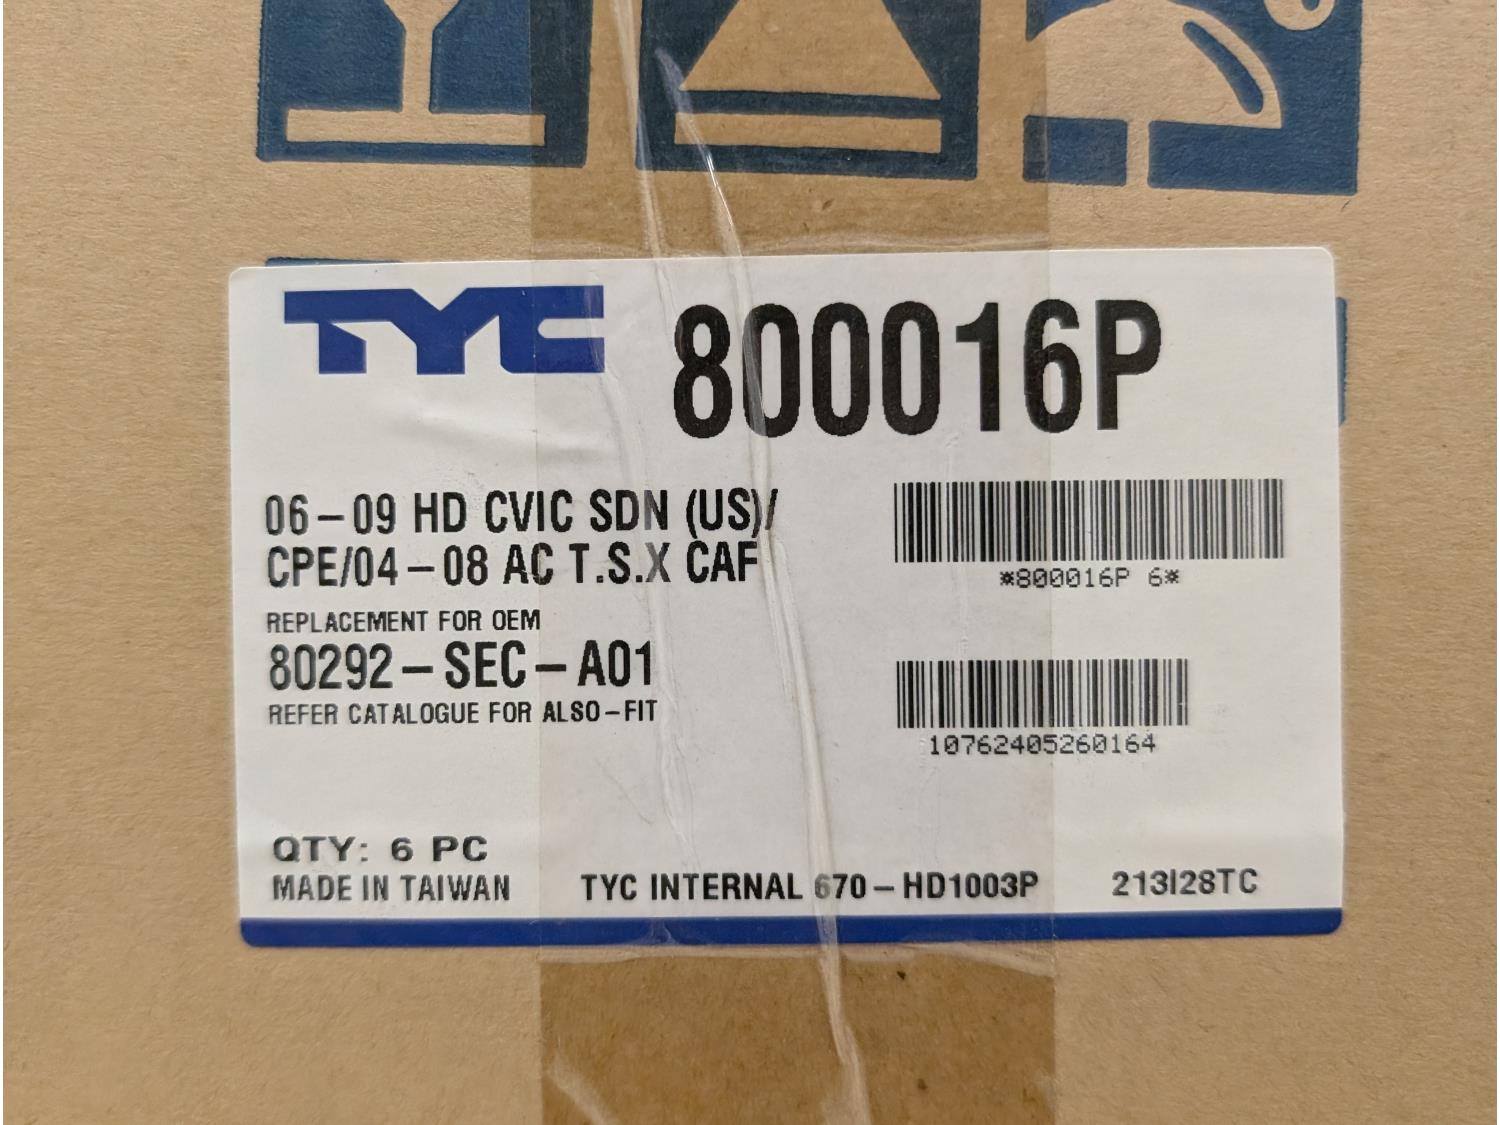 TYC
800016P
06-09 HD CVIC SDN (US)/
CPE/04-08 AC T.S.X CAF
REPLACEMENT FOR OEM
80292-SEC-A01
REFER CATALOGUE FOR ALSO-FIT
*800016P 6*
10762405260164
QTY: 6 PC
MADE IN TAIWAN
TYC INTERNAL 670-HD1003P
213I28TC